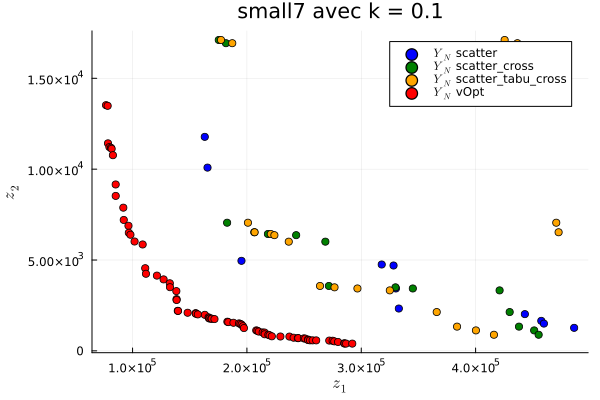 small7 avec k = 0.1
Y_N scatter
Y_N scatter_cross
Y_N scatter_tabu_cross
Y_N vOpt
1.50×10⁴
1.00×10⁴
5.00×10³
0
z₂
1.0×10⁵ 2.0×10⁵ 3.0×10⁵ 4.0×10⁵
z₁